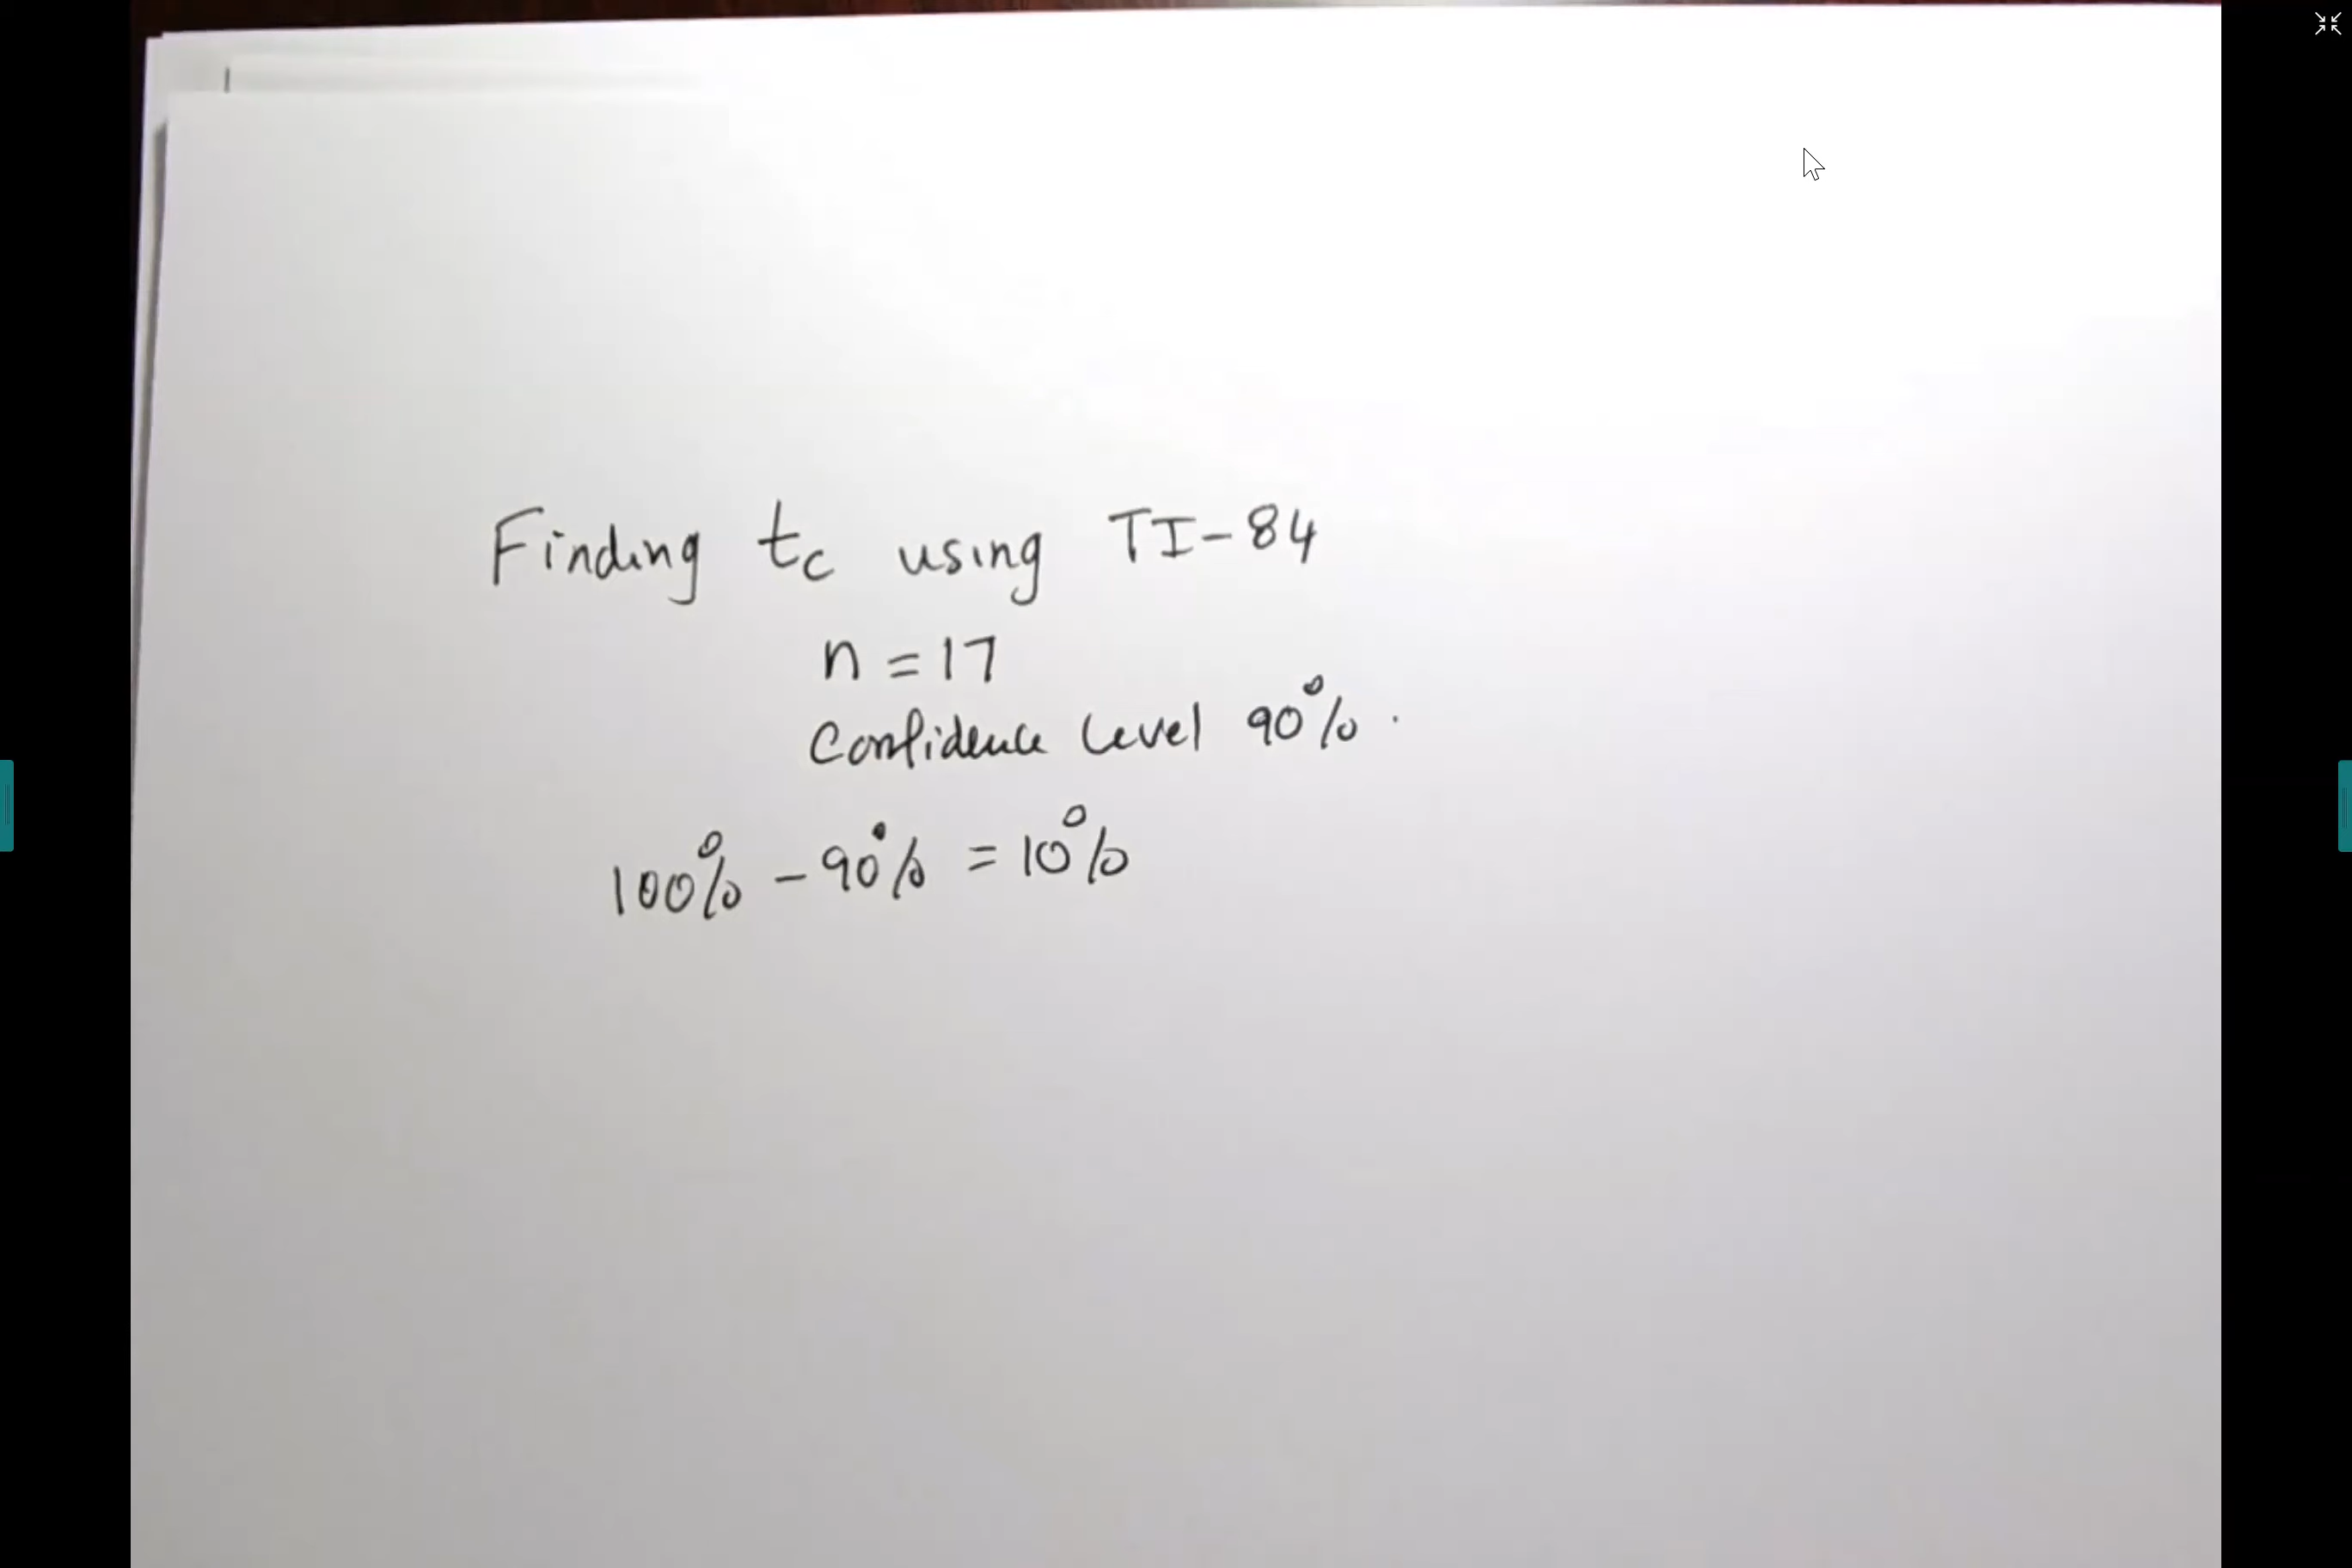 Finding tc using TI-84
n = 17
Confidence level 90%.
100% - 90% = 10%